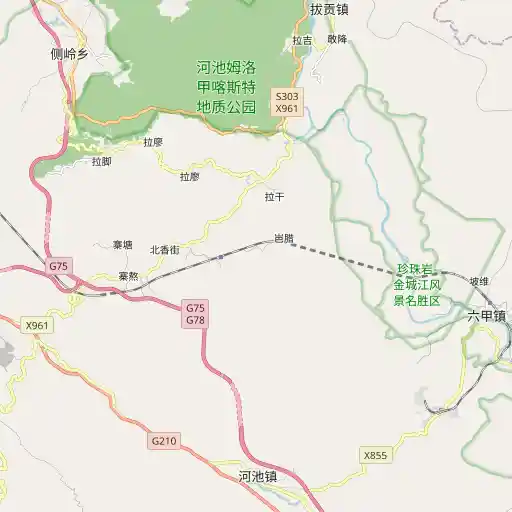 拔贡镇
拉吉
敢降
侧岭乡
河池姆洛
甲喀斯特
地质公园
S303
X961
拉廖
拉脚
拉廖
拉干
岜腊
寨塘
北香街
G75
寨熬
珍珠岩
金城江风
景名胜区
坡维
G75
G78
六甲镇
X961
G210
X855
河池镇